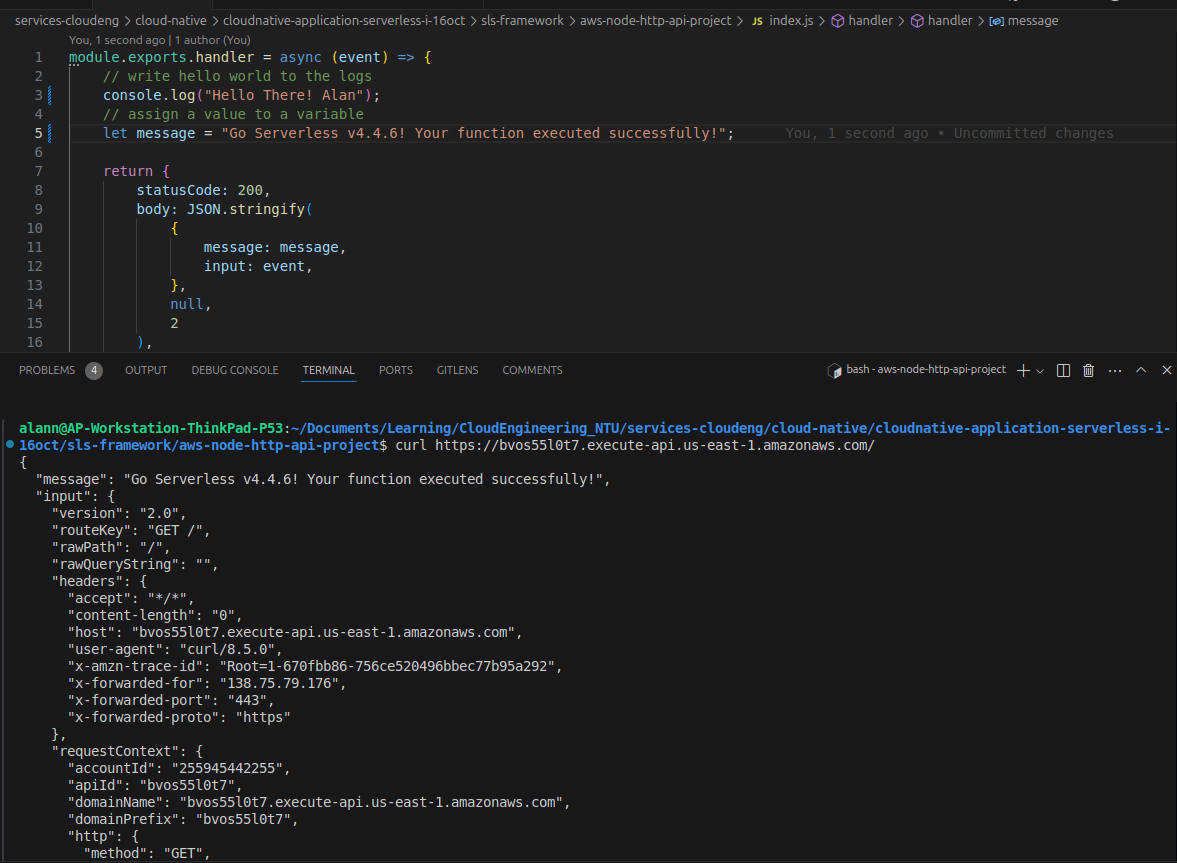 services-cloudeng > cloud-native > cloudnative-application-serverless-i-16oct > sls-framework > aws-node-http-api-project > JS index.js > handler > handler > message
You, 1 second ago | 1 author (You)
1 module.exports.handler = async (event) => {
2 // write hello world to the logs
3 console.log("Hello There! Alan");
4 // assign a value to a variable
5 let message = "Go Serverless v4.4.6! Your function executed successfully!"; You, 1 second ago • Uncommitted changes
6
7 return {
8 statusCode: 200,
9 body: JSON.stringify(
10 {
11 message: message,
12 input: event,
13 },
14 null,
15 2
16 ),
PROBLEMS 4 OUTPUT DEBUG CONSOLE TERMINAL PORTS GITLENS COMMENTS bash - aws-node-http-api-project
alann@AP-Workstation-ThinkPad-P53:~/Documents/Learning/CloudEngineering_NTU/services-cloudeng/cloud-native/cloudnative-application-serverless-i-
16oct/sls-framework/aws-node-http-api-project$ curl https://bvos55l0t7.execute-api.us-east-1.amazonaws.com/
{
"message": "Go Serverless v4.4.6! Your function executed successfully!",
"input": {
"version": "2.0",
"routeKey": "GET /",
"rawPath": "/",
"rawQueryString": "",
"headers": {
"accept": "*/*",
"content-length": "0",
"host": "bvos55l0t7.execute-api.us-east-1.amazonaws.com",
"user-agent": "curl/8.5.0",
"x-amzn-trace-id": "Root=1-670fbb86-756ce520496bbec77b95a292",
"x-forwarded-for": "138.75.79.176",
"x-forwarded-port": "443",
"x-forwarded-proto": "https"
},
"requestContext": {
"accountId": "255945442255",
"apiId": "bvos55l0t7",
"domainName": "bvos55l0t7.execute-api.us-east-1.amazonaws.com",
"domainPrefix": "bvos55l0t7",
"http": {
"method": "GET",